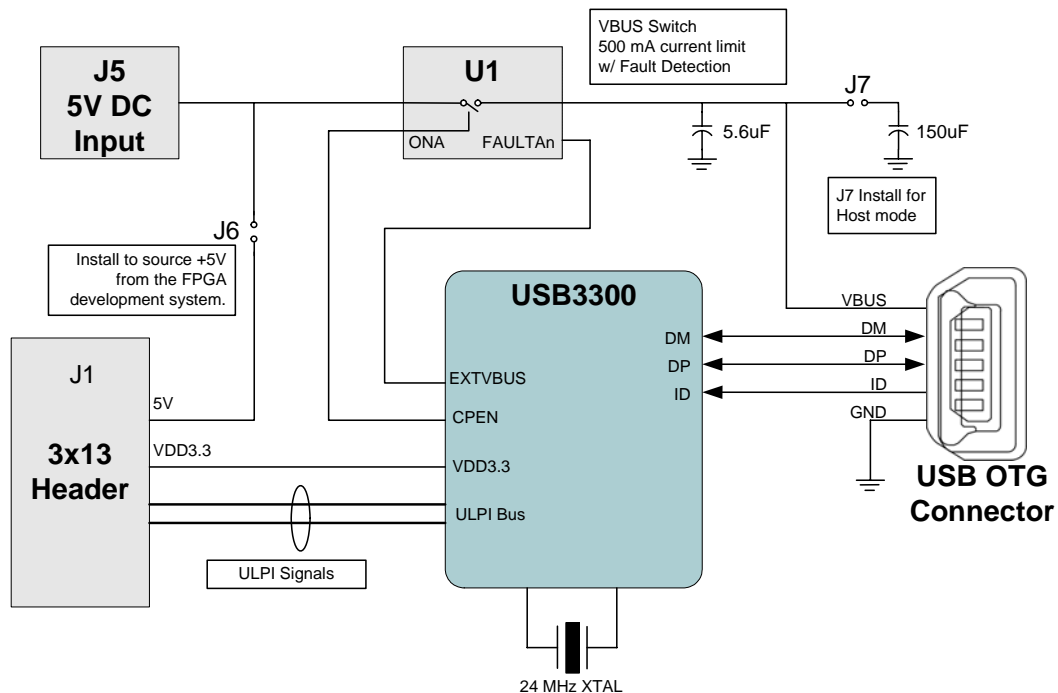 J5
5V DC
Input
U1
ONA
FAULTAn
VBUS Switch
500 mA current limit
w/ Fault Detection
J7
5.6uF
150uF
J7 Install for
Host mode
J6
Install to source +5V
from the FPGA
development system.
J1
3x13
Header
5V
VDD3.3
ULPI Signals
USB3300
EXTVBUS
CPEN
VDD3.3
ULPI Bus
DM
DP
ID
VBUS
DM
DP
ID
GND
USB OTG
Connector
24 MHz XTAL